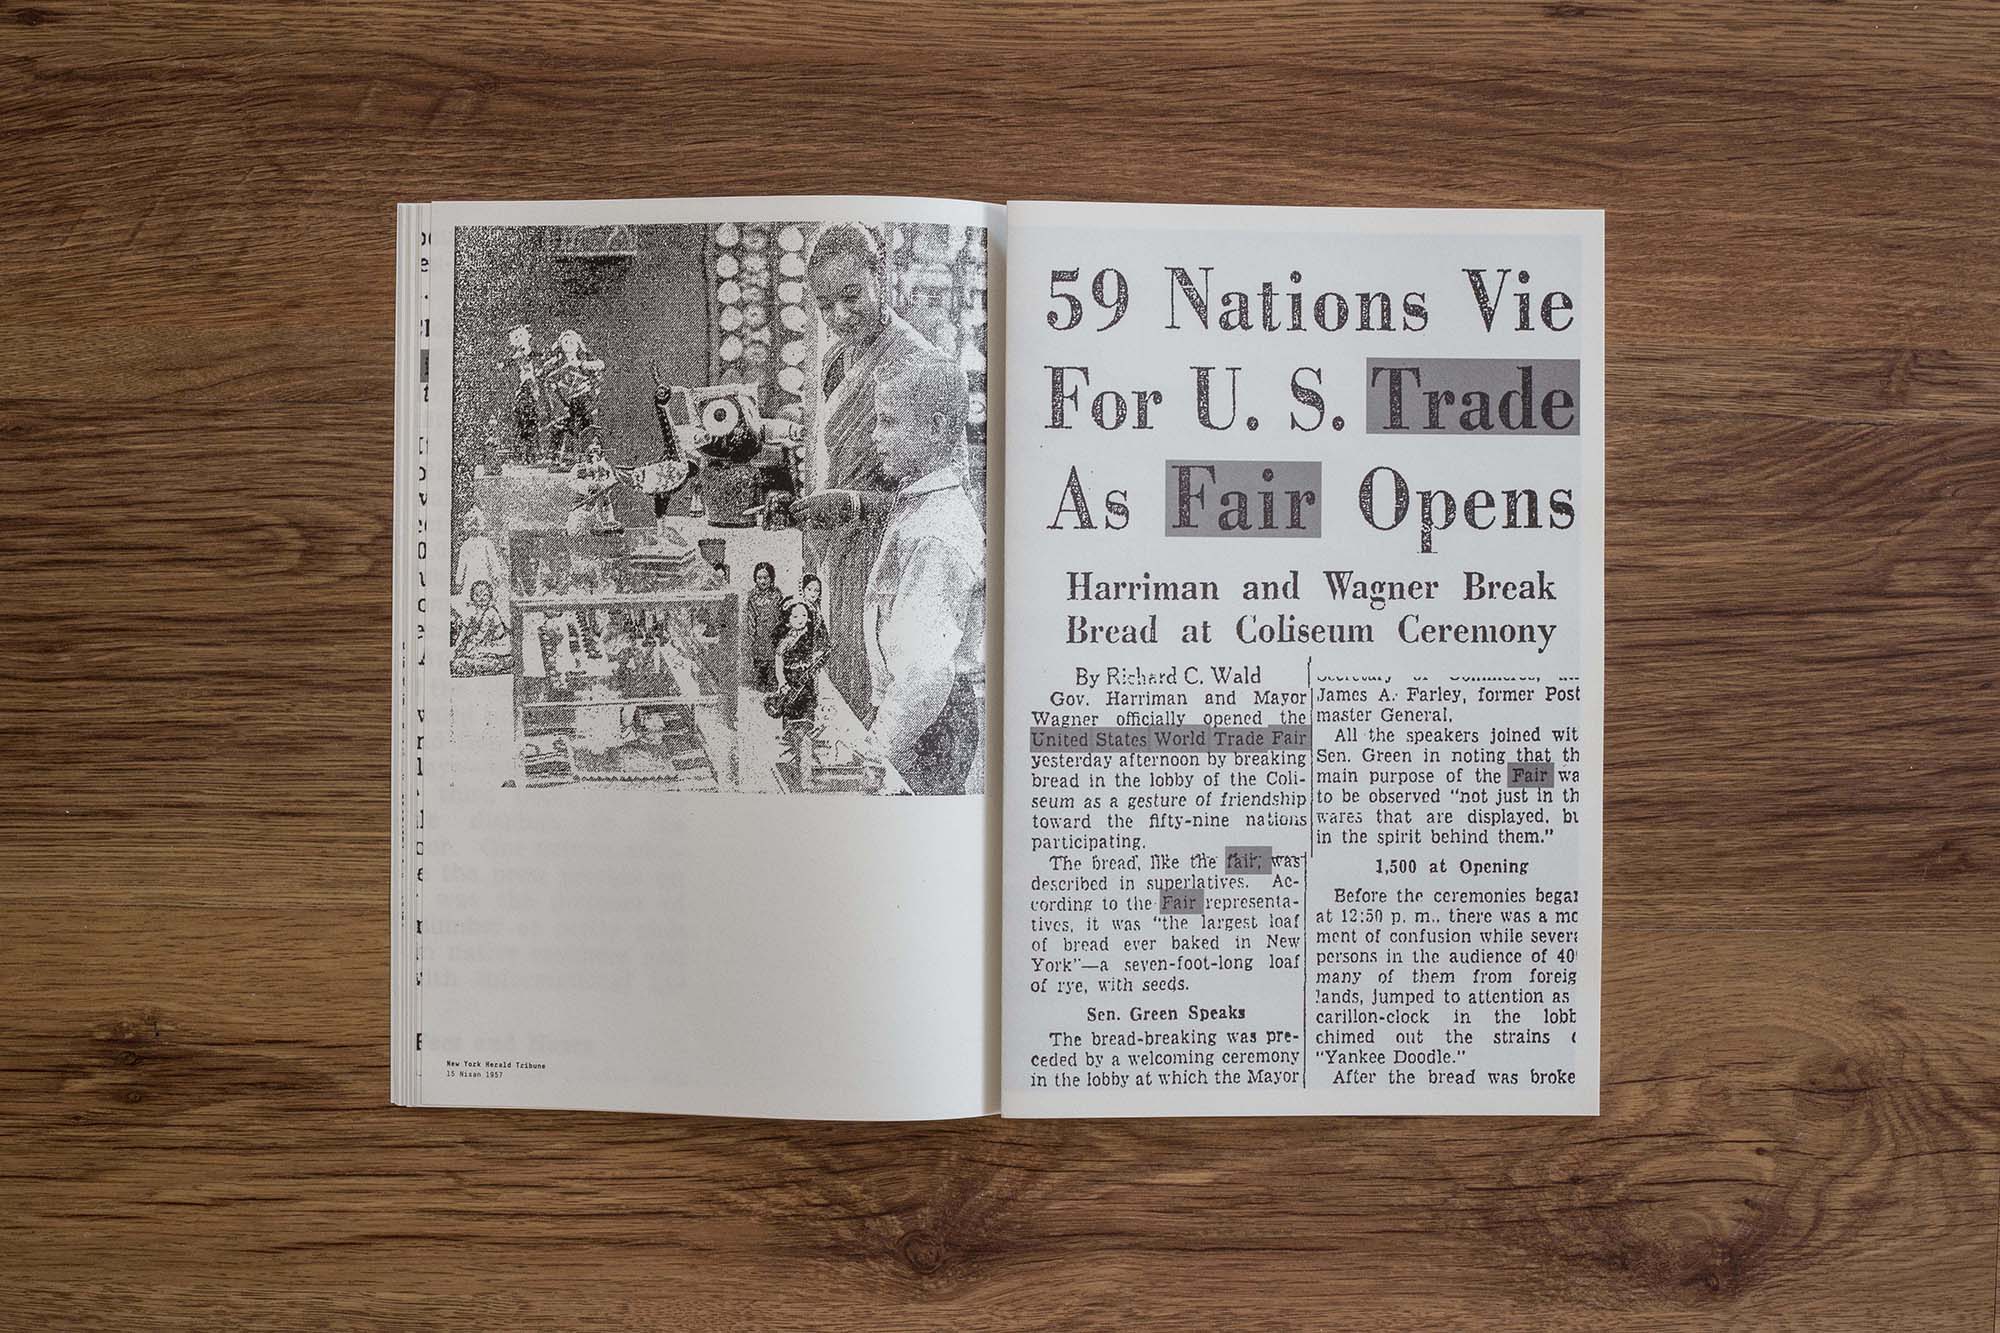 New York Herald Tribune
15 Nisan 1957
59 Nations Vie
For U. S. Trade
As Fair Opens
Harriman and Wagner Break
Bread at Coliseum Ceremony
By Richard C. Wald
Gov. Harriman and Mayor
Wagner officially opened the
United States World Trade Fair
yesterday afternoon by breaking
bread in the lobby of the Coli-
seum as a gesture of friendship
toward the fifty-nine nations
participating.
The bread, like the fair, was
described in superlatives. Ac-
cording to the Fair representa-
tives, it was “the largest loaf
of bread ever baked in New
York”—a seven-foot-long loaf
of rye, with seeds.
Sen. Green Speaks
The bread-breaking was pre-
ceded by a welcoming ceremony
in the lobby at which the Mayor
James A. Farley, former Post
master General.
All the speakers joined wit
Sen. Green in noting that th
main purpose of the Fair wa
to be observed “not just in th
wares that are displayed, bu
in the spirit behind them.”
1,500 at Opening
Before the ceremonies began
at 12:50 p. m., there was a mo
ment of confusion while severa
persons in the audience of 40
many of them from foreig
lands, jumped to attention as
carillon-clock in the lobb
chimed out the strains
“Yankee Doodle.”
After the bread was broke